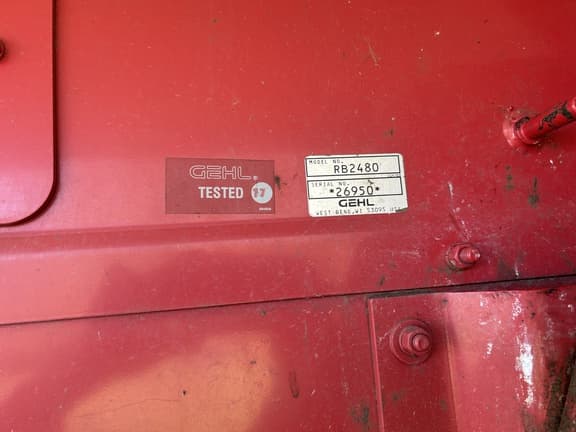 GEHL®
TESTED 17
MODEL NO.
RB2480
SERIAL NO.
*26950*
GEHL
WEST BEND, WI 53095 USA